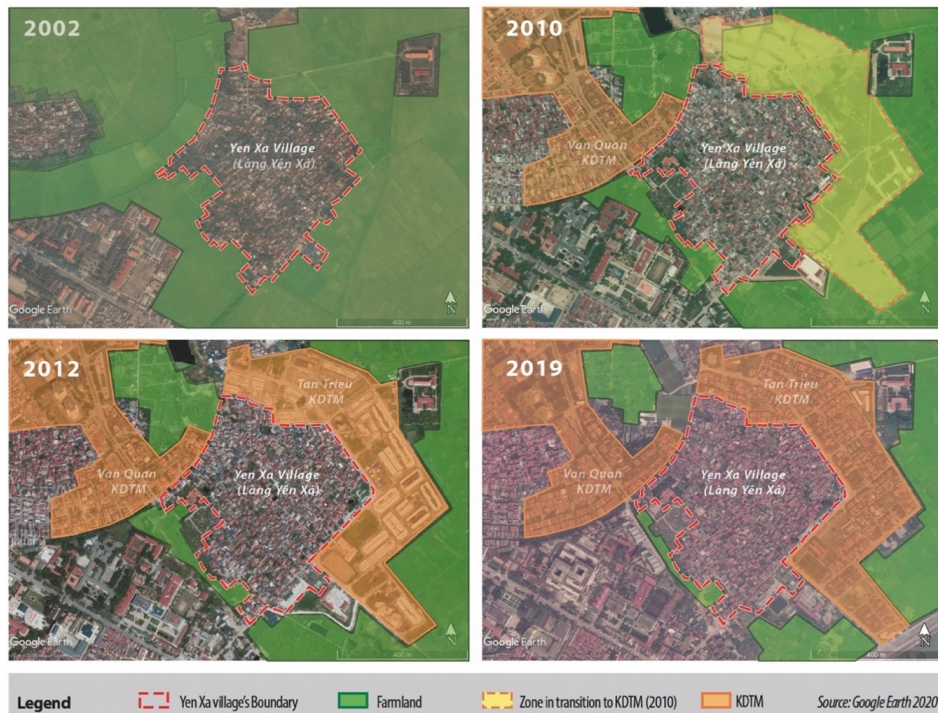 2002
Yen Xa Village
(Làng Yên Xá)
Google Earth
N
400 m
2010
Van Quan
KDTM
Yen Xa Village
(Làng Yên Xá)
Google Earth
N
400 m
2012
Tan Trieu
KDTM
Van Quan
KDTM
Yen Xa Village
(Làng Yên Xá)
Google Earth
N
400 m
2019
Tan Trieu
KDTM
Van Quan
KDTM
Yen Xa Village
(Làng Yên Xá)
Google Earth
N
400 m
Legend
Yen Xa village's Boundary
Farmland
Zone in transition to KDTM (2010)
KDTM
Source: Google Earth 2020